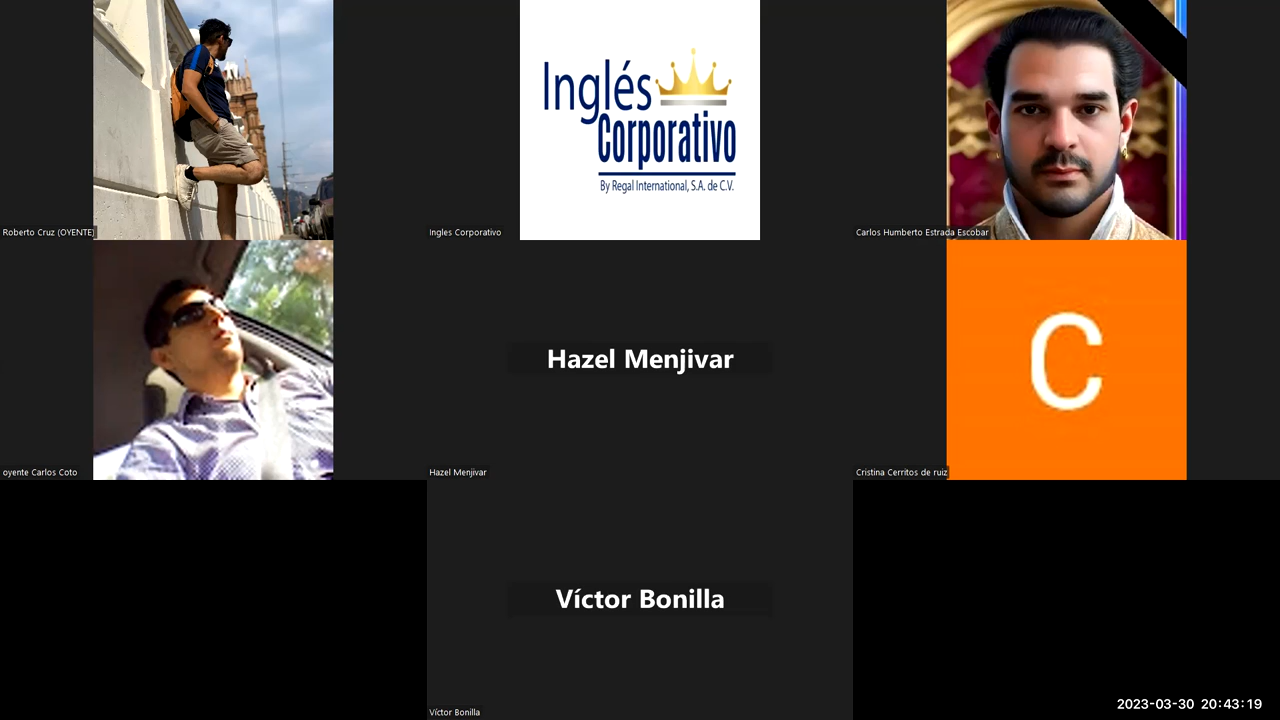 Inglés
Corporativo
By Regal International, S.A. de C.V.
Roberto Cruz (OYENTE)
Ingles Corporativo
Carlos Humberto Estrada Escobar
Hazel Menjivar
C
oyente Carlos Coto
Hazel Menjivar
Cristina Cerritos de ruiz
Víctor Bonilla
Víctor Bonilla
2023-03-30 20:43:19